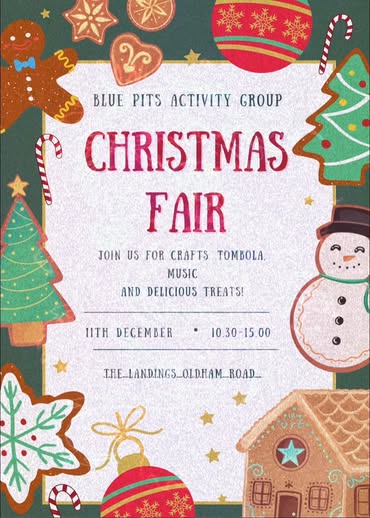 BLUE PITS ACTIVITY GROUP
CHRISTMAS
FAIR
JOIN US FOR CRAFTS TOMBOLA,
MUSIC
AND DELICIOUS TREATS!
11TH DECEMBER • 10.30-15.00
THE LANDINGS OLDHAM ROAD